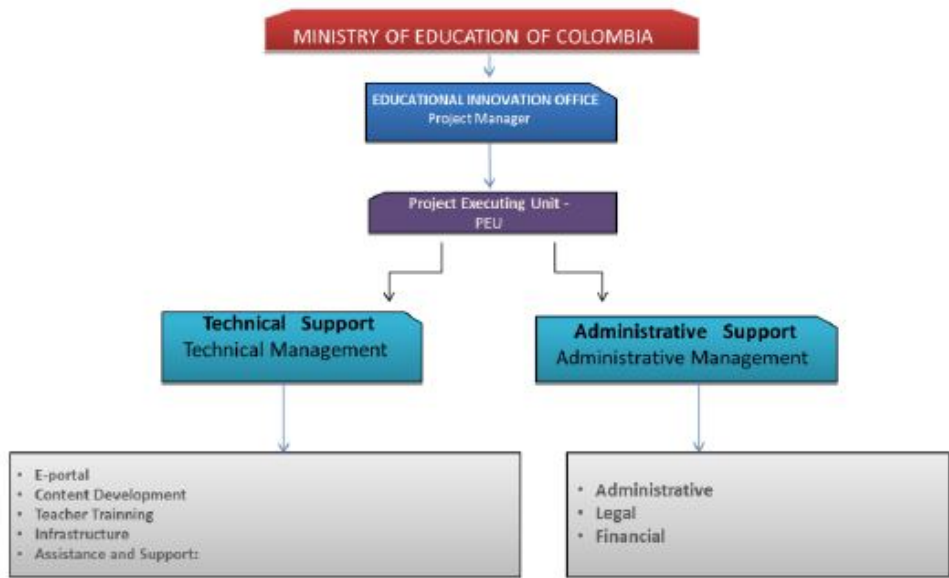 MINISTRY OF EDUCATION OF COLOMBIA
EDUCATIONAL INNOVATION OFFICE
Project Manager
Project Executing Unit -
PEU
Technical Support
Technical Management
Administrative Support
Administrative Management
• E-portal
• Content Development
• Teacher Trainning
• Infrastructure
• Assistance and Support:
• Administrative
• Legal
• Financial